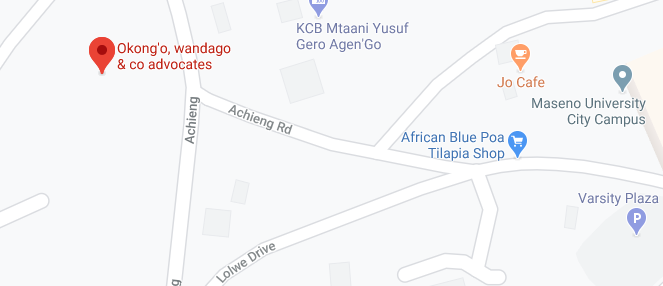 KCB Mtaani Yusuf
Gero Agen'Go
Okong'o, wandago
& co advocates
Jo Cafe
Maseno University
City Campus
Achieng
Achieng Rd
African Blue Poa
Tilapia Shop
Varsity Plaza
P
Lolwe Drive
g